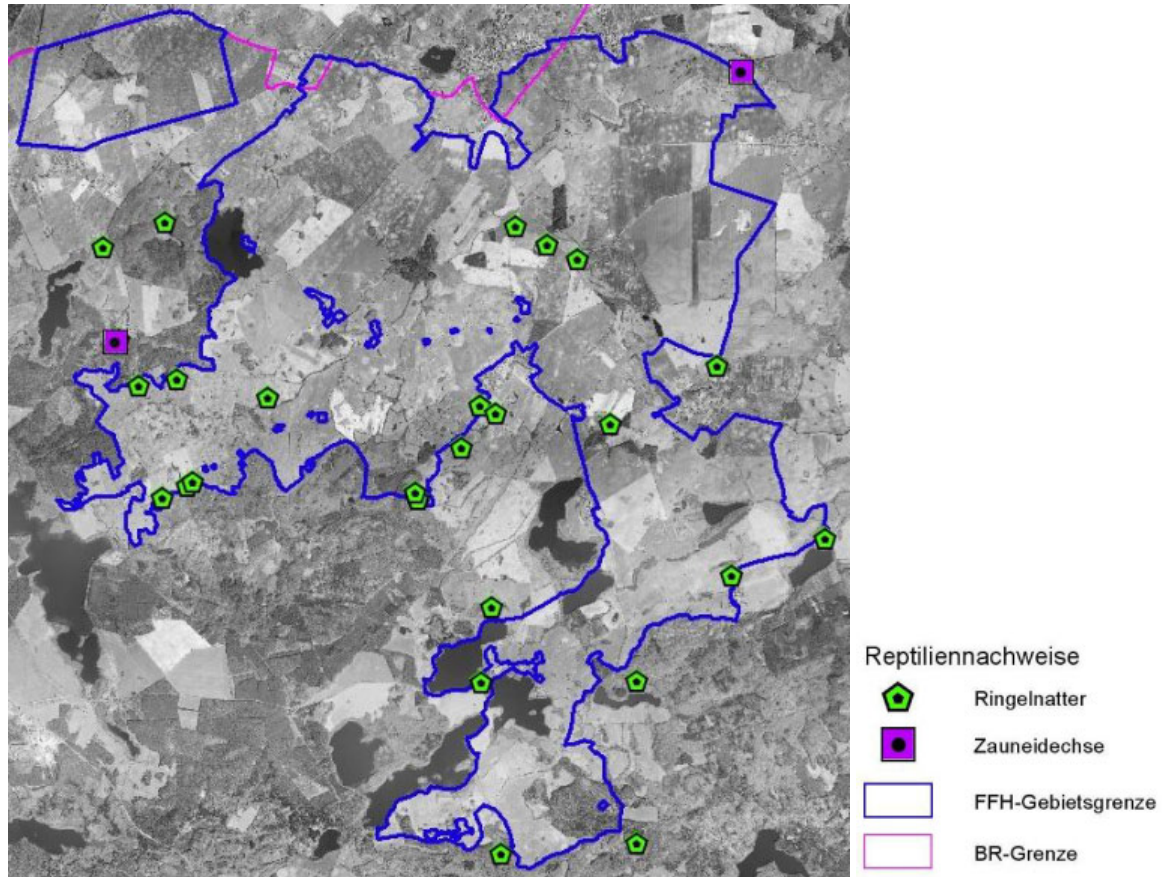 Reptiliennachweise
Ringelnatter
Zauneidechse
FFH-Gebietsgrenze
BR-Grenze